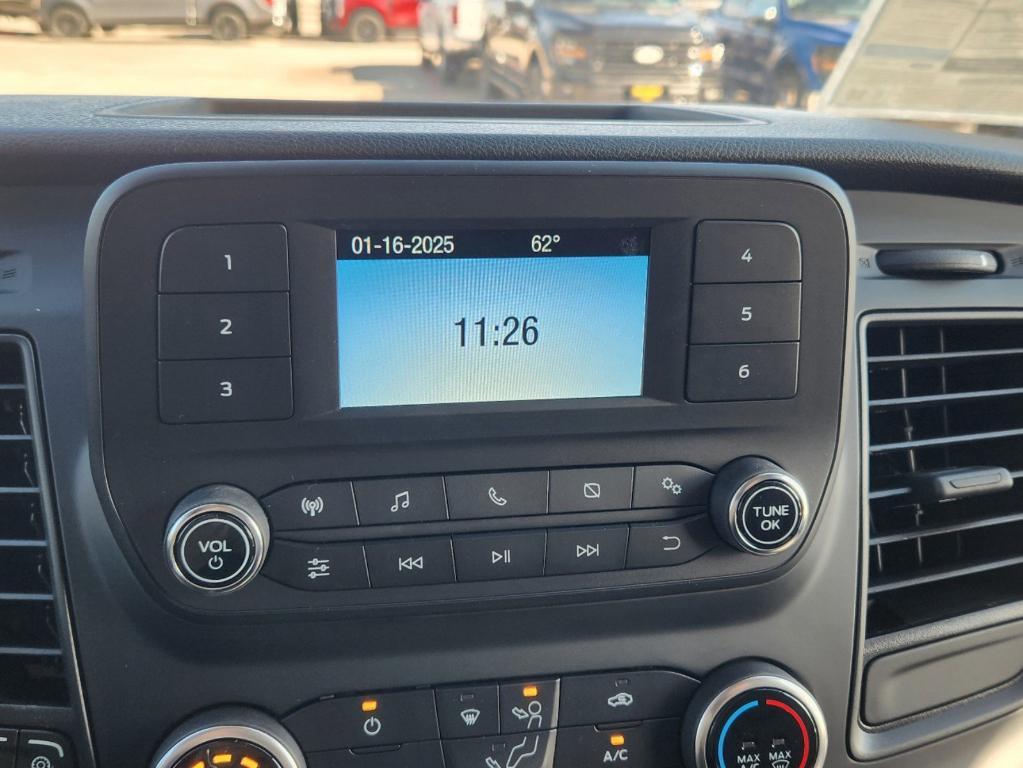 01-16-2025 62°
11:26
1
2
3
4
5
6
VOL
TUNE
OK
A/C
MAX
A/C
MAX